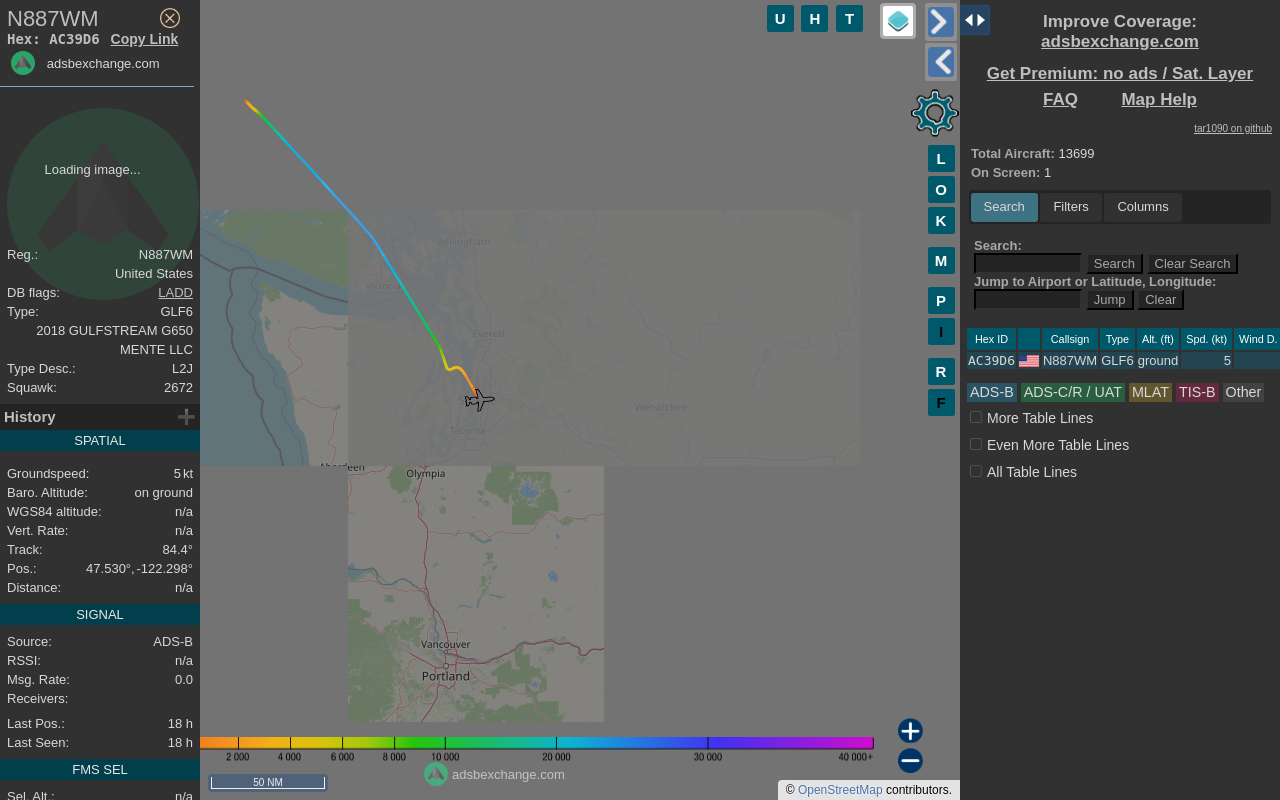 N887WM
Hex: AC39D6 Copy Link
adsbexchange.com
Loading image...
Reg.: N887WM
United States
DB flags: LADD
Type: GLF6
2018 GULFSTREAM G650
MENTE LLC
Type Desc.: L2J
Squawk: 2672
History
SPATIAL
Groundspeed: 5 kt
Baro. Altitude: on ground
WGS84 altitude: n/a
Vert. Rate: n/a
Track: 84.4°
Pos.: 47.530°, -122.298°
Distance: n/a
SIGNAL
Source: ADS-B
RSSI: n/a
Msg. Rate: 0.0
Receivers:
Last Pos.: 18 h
Last Seen: 18 h
FMS SEL
Sel. Alt.: n/a
U H T
L
O
K
M
P
I
R
F
Bellingham
Victoria
Everett
Wenatchee
Tacoma
Aberdeen
Olympia
Vancouver
Portland
2 000 4 000 6 000 8 000 10 000 20 000 30 000 40 000+
adsbexchange.com
50 NM
© OpenStreetMap contributors.
Improve Coverage:
adsbexchange.com
Get Premium: no ads / Sat. Layer
FAQ Map Help
tar1090 on github
Total Aircraft: 13699
On Screen: 1
Search Filters Columns
Search:
Search Clear Search
Jump to Airport or Latitude, Longitude:
Jump Clear
Hex ID Callsign Type Alt. (ft) Spd. (kt) Wind D.
AC39D6 N887WM GLF6 ground 5
ADS-B ADS-C/R / UAT MLAT TIS-B Other
More Table Lines
Even More Table Lines
All Table Lines